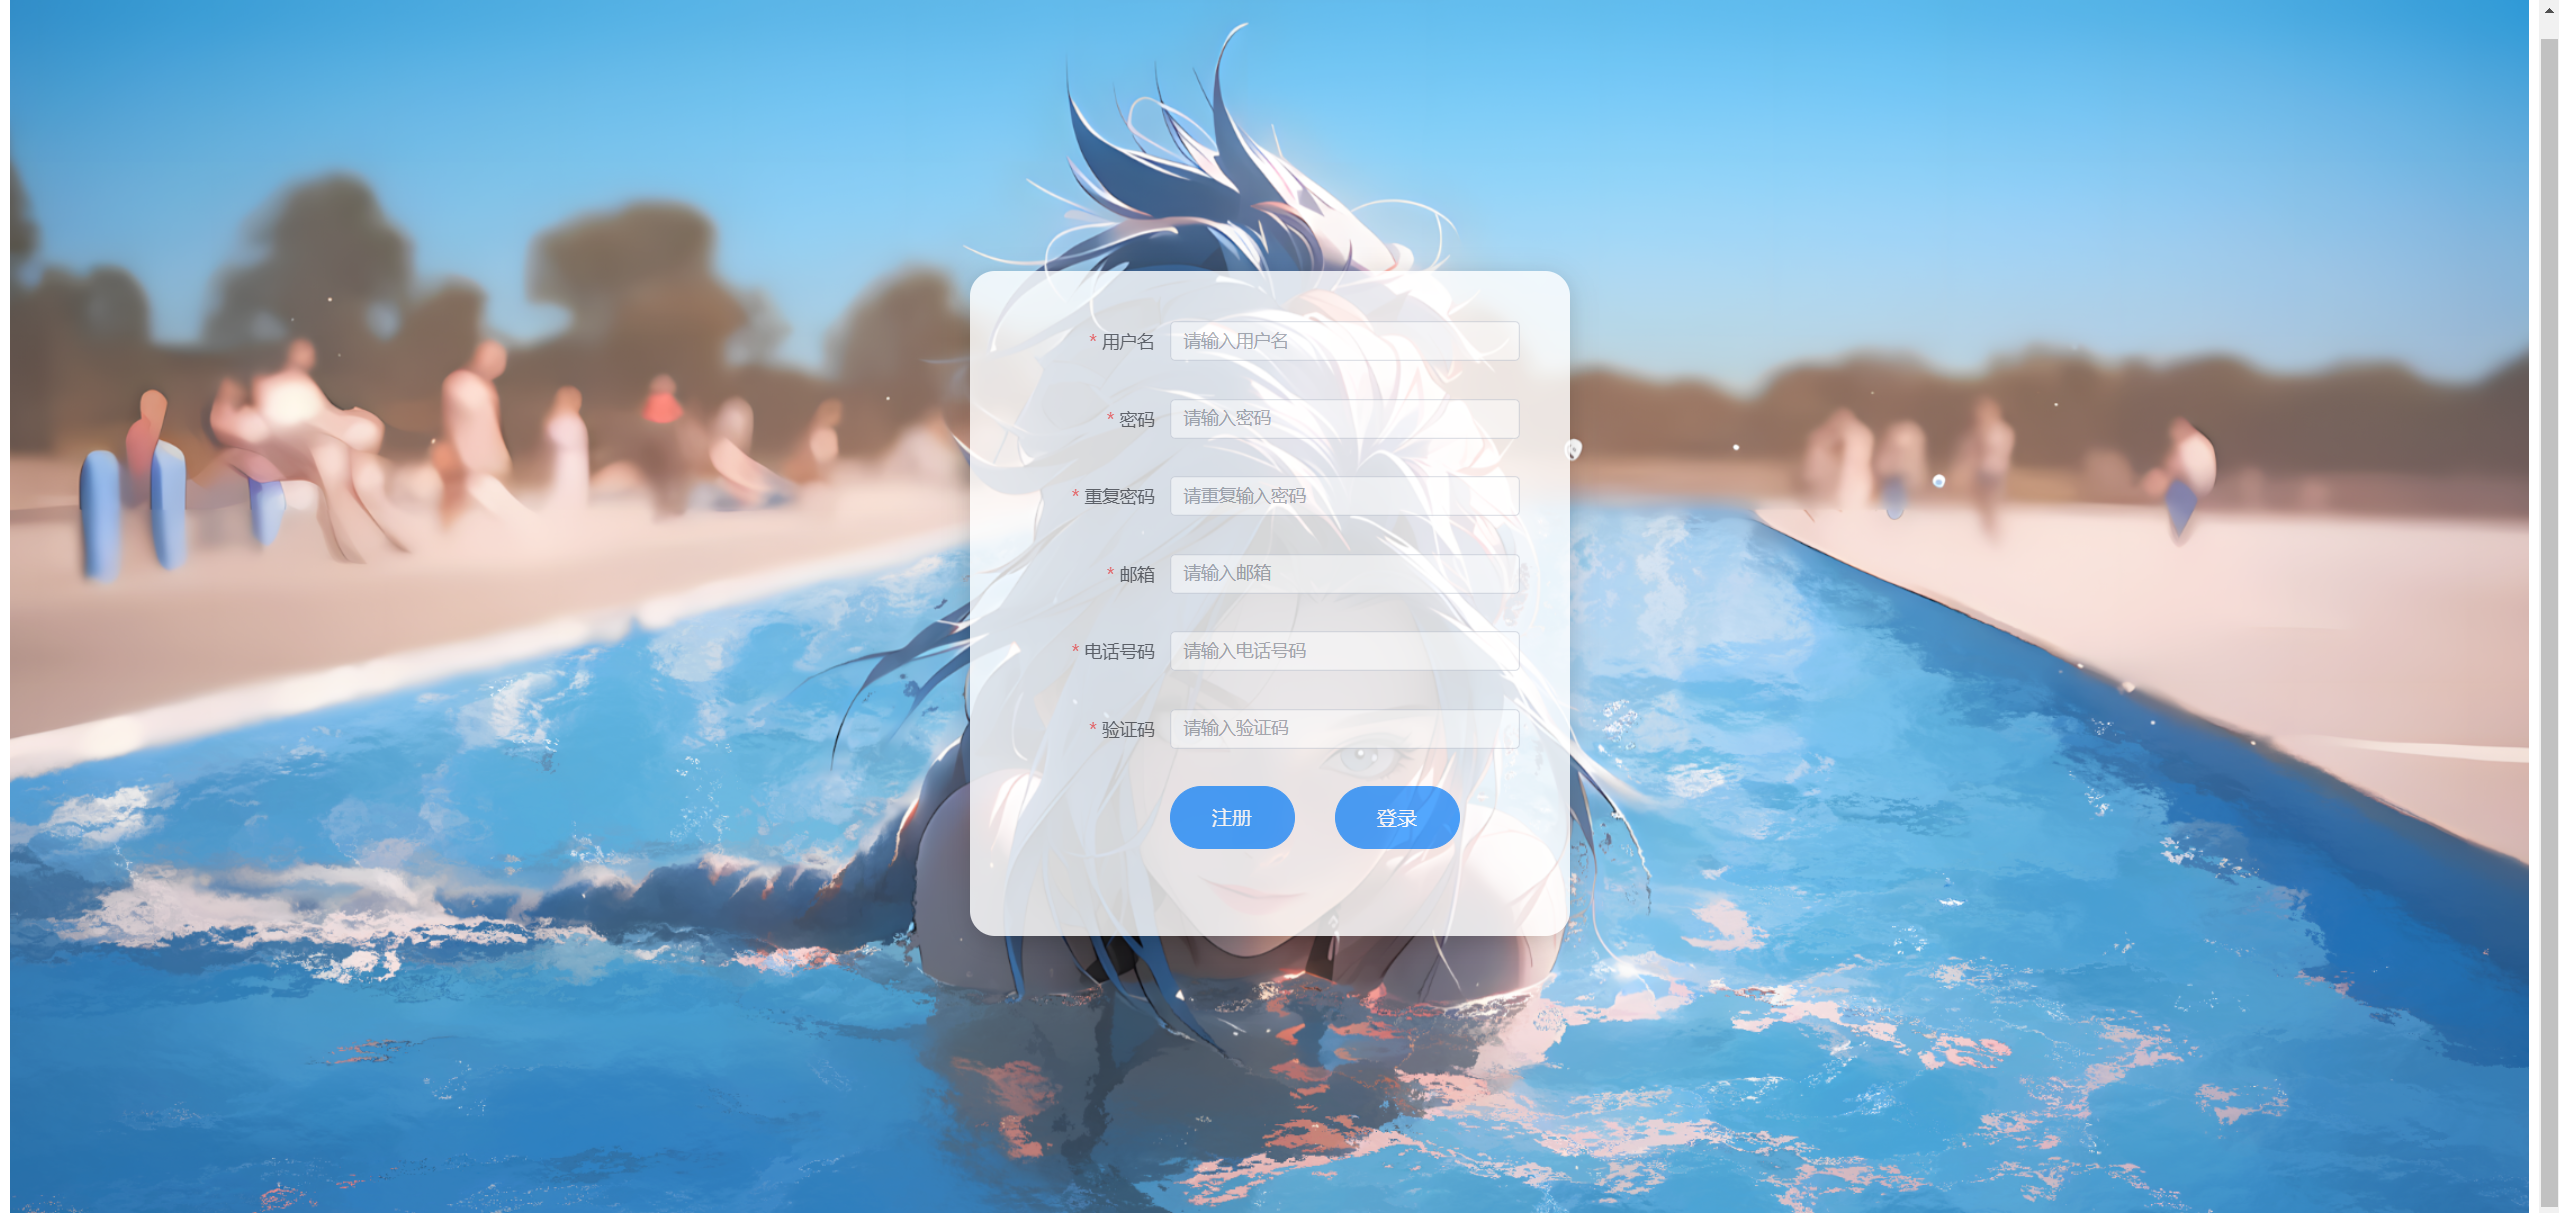 * 用户名 请输入用户名
* 密码 请输入密码
* 重复密码 请重复输入密码
* 邮箱 请输入邮箱
* 电话号码 请输入电话号码
* 验证码 请输入验证码
注册 登录